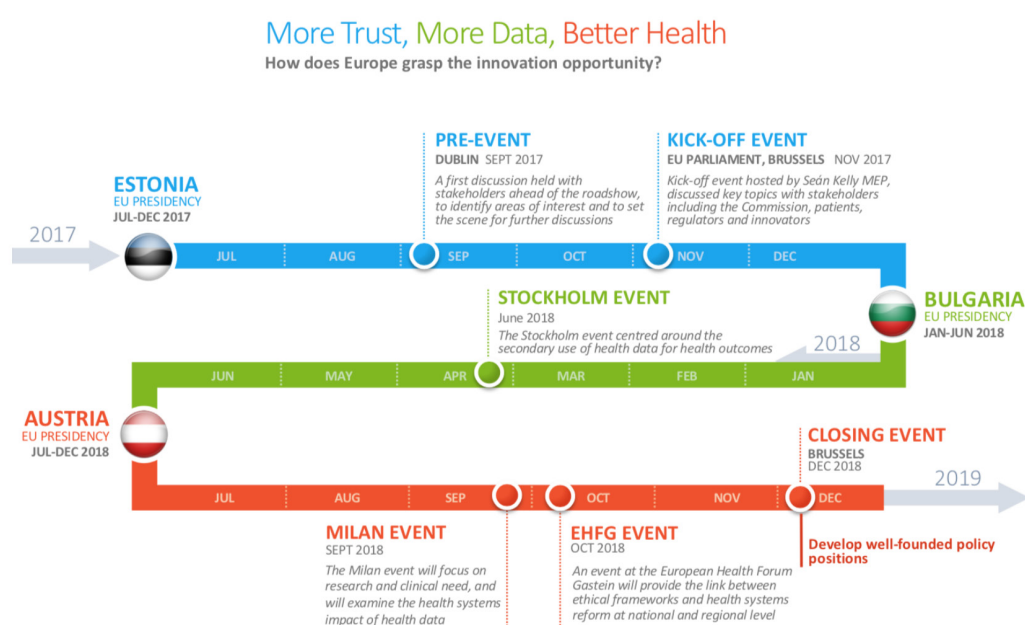 More Trust, More Data, Better Health
How does Europe grasp the innovation opportunity?
PRE-EVENT
DUBLIN SEPT 2017
A first discussion held with
stakeholders ahead of the roadshow,
to identify areas of interest and to set
the scene for further discussions
KICK-OFF EVENT
EU PARLIAMENT, BRUSSELS NOV 2017
Kick-off event hosted by Seán Kelly MEP,
discussed key topics with stakeholders
including the Commission, patients,
regulators and innovators
ESTONIA
EU PRESIDENCY
JUL-DEC 2017
2017
JUL AUG SEP OCT NOV DEC
STOCKHOLM EVENT
June 2018
The Stockholm event centred around the
secondary use of health data for health outcomes
BULGARIA
EU PRESIDENCY
JAN-JUN 2018
2018
JUN MAY APR MAR FEB JAN
AUSTRIA
EU PRESIDENCY
JUL-DEC 2018
CLOSING EVENT
BRUSSELS
DEC 2018
2019
JUL AUG SEP OCT NOV DEC
MILAN EVENT
SEPT 2018
The Milan event will focus on
research and clinical need, and
will examine the health systems
impact of health data
EHFG EVENT
OCT 2018
An event at the European Health Forum
Gastein will provide the link between
ethical frameworks and health systems
reform at national and regional level
Develop well-founded policy
positions